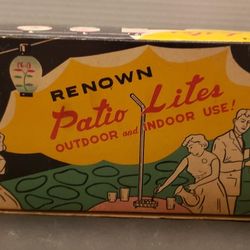 RENOWN
Patio Lites
OUTDOOR and INDOOR USE!